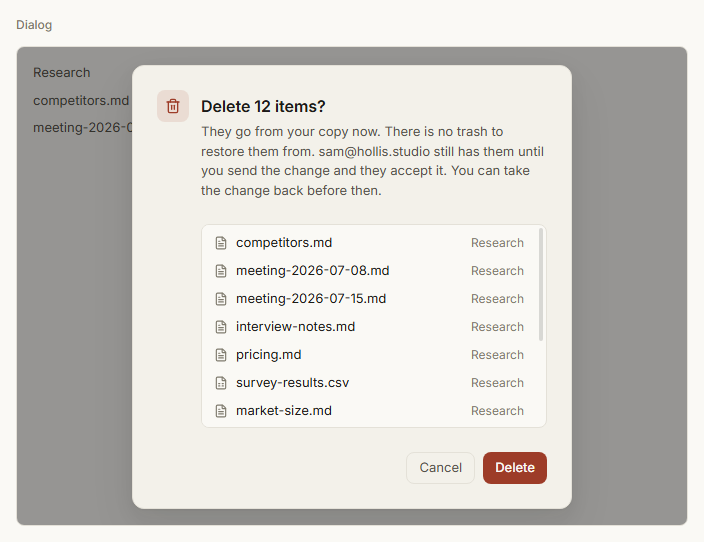 Dialog
Research
competitors.md
meeting-2026-0
Delete 12 items?
They go from your copy now. There is no trash to
restore them from. sam@hollis.studio still has them until
you send the change and they accept it. You can take
the change back before then.
competitors.md Research
meeting-2026-07-08.md Research
meeting-2026-07-15.md Research
interview-notes.md Research
pricing.md Research
survey-results.csv Research
market-size.md Research
Cancel Delete